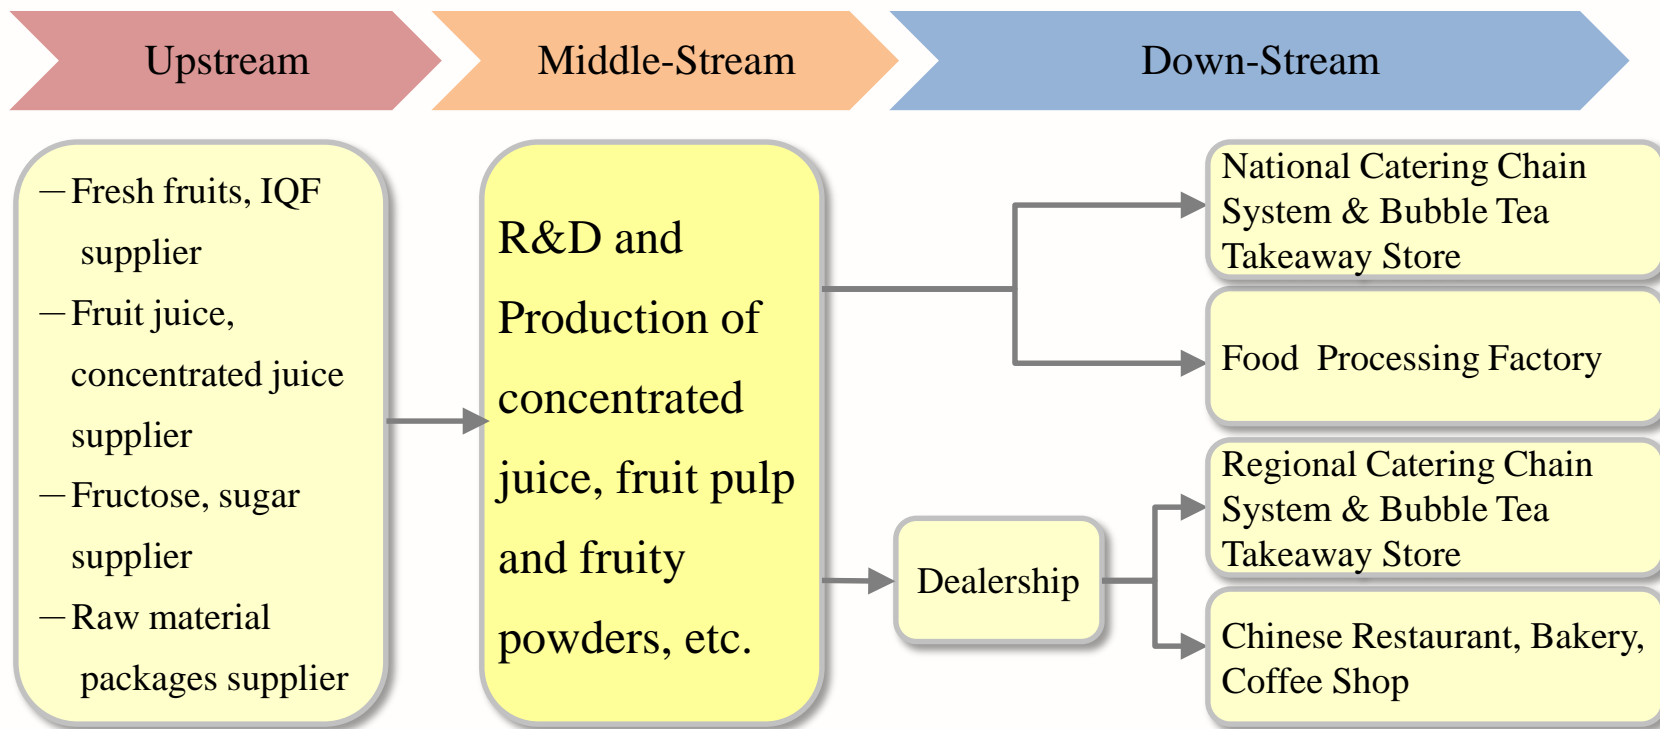 Upstream
Middle-Stream
Down-Stream
—Fresh fruits, IQF
supplier
—Fruit juice,
concentrated juice
supplier
—Fructose, sugar
supplier
—Raw material
packages supplier
R&D and
Production of
concentrated
juice, fruit pulp
and fruity
powders, etc.
Dealership
National Catering Chain
System & Bubble Tea
Takeaway Store
Food  Processing Factory
Regional Catering Chain
System & Bubble Tea
Takeaway Store
Chinese Restaurant, Bakery,
Coffee Shop